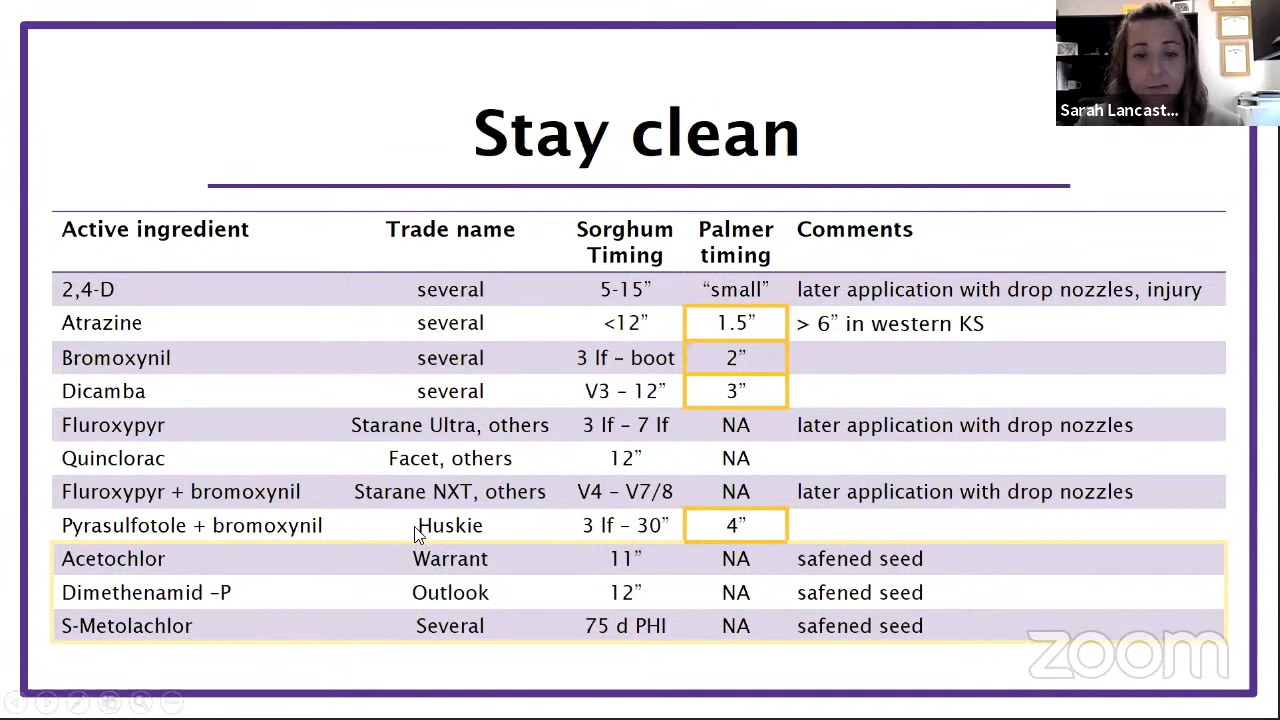 Sarah Lancast...
Stay clean
Active ingredient Trade name Sorghum Timing Palmer timing Comments
2,4-D several 5-15” “small” later application with drop nozzles, injury
Atrazine several <12” 1.5” > 6” in western KS
Bromoxynil several 3 lf – boot 2”
Dicamba several V3 – 12” 3”
Fluroxypyr Starane Ultra, others 3 lf – 7 lf NA later application with drop nozzles
Quinclorac Facet, others 12” NA
Fluroxypyr + bromoxynil Starane NXT, others V4 – V7/8 NA later application with drop nozzles
Pyrasulfotole + bromoxynil Huskie 3 lf – 30” 4”
Acetochlor Warrant 11” NA safened seed
Dimethenamid –P Outlook 12” NA safened seed
S-Metolachlor Several 75 d PHI NA safened seed
zoom